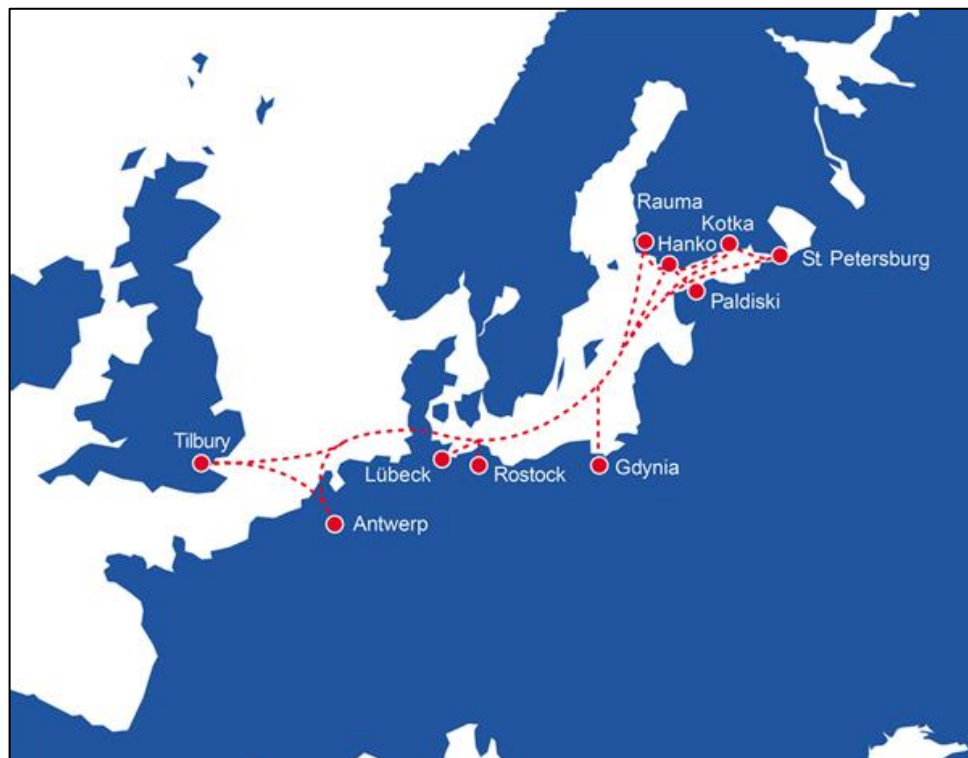 Rauma
Kotka
Hanko
St. Petersburg
Paldiski
Tilbury
Lübeck
Rostock
Gdynia
Antwerp